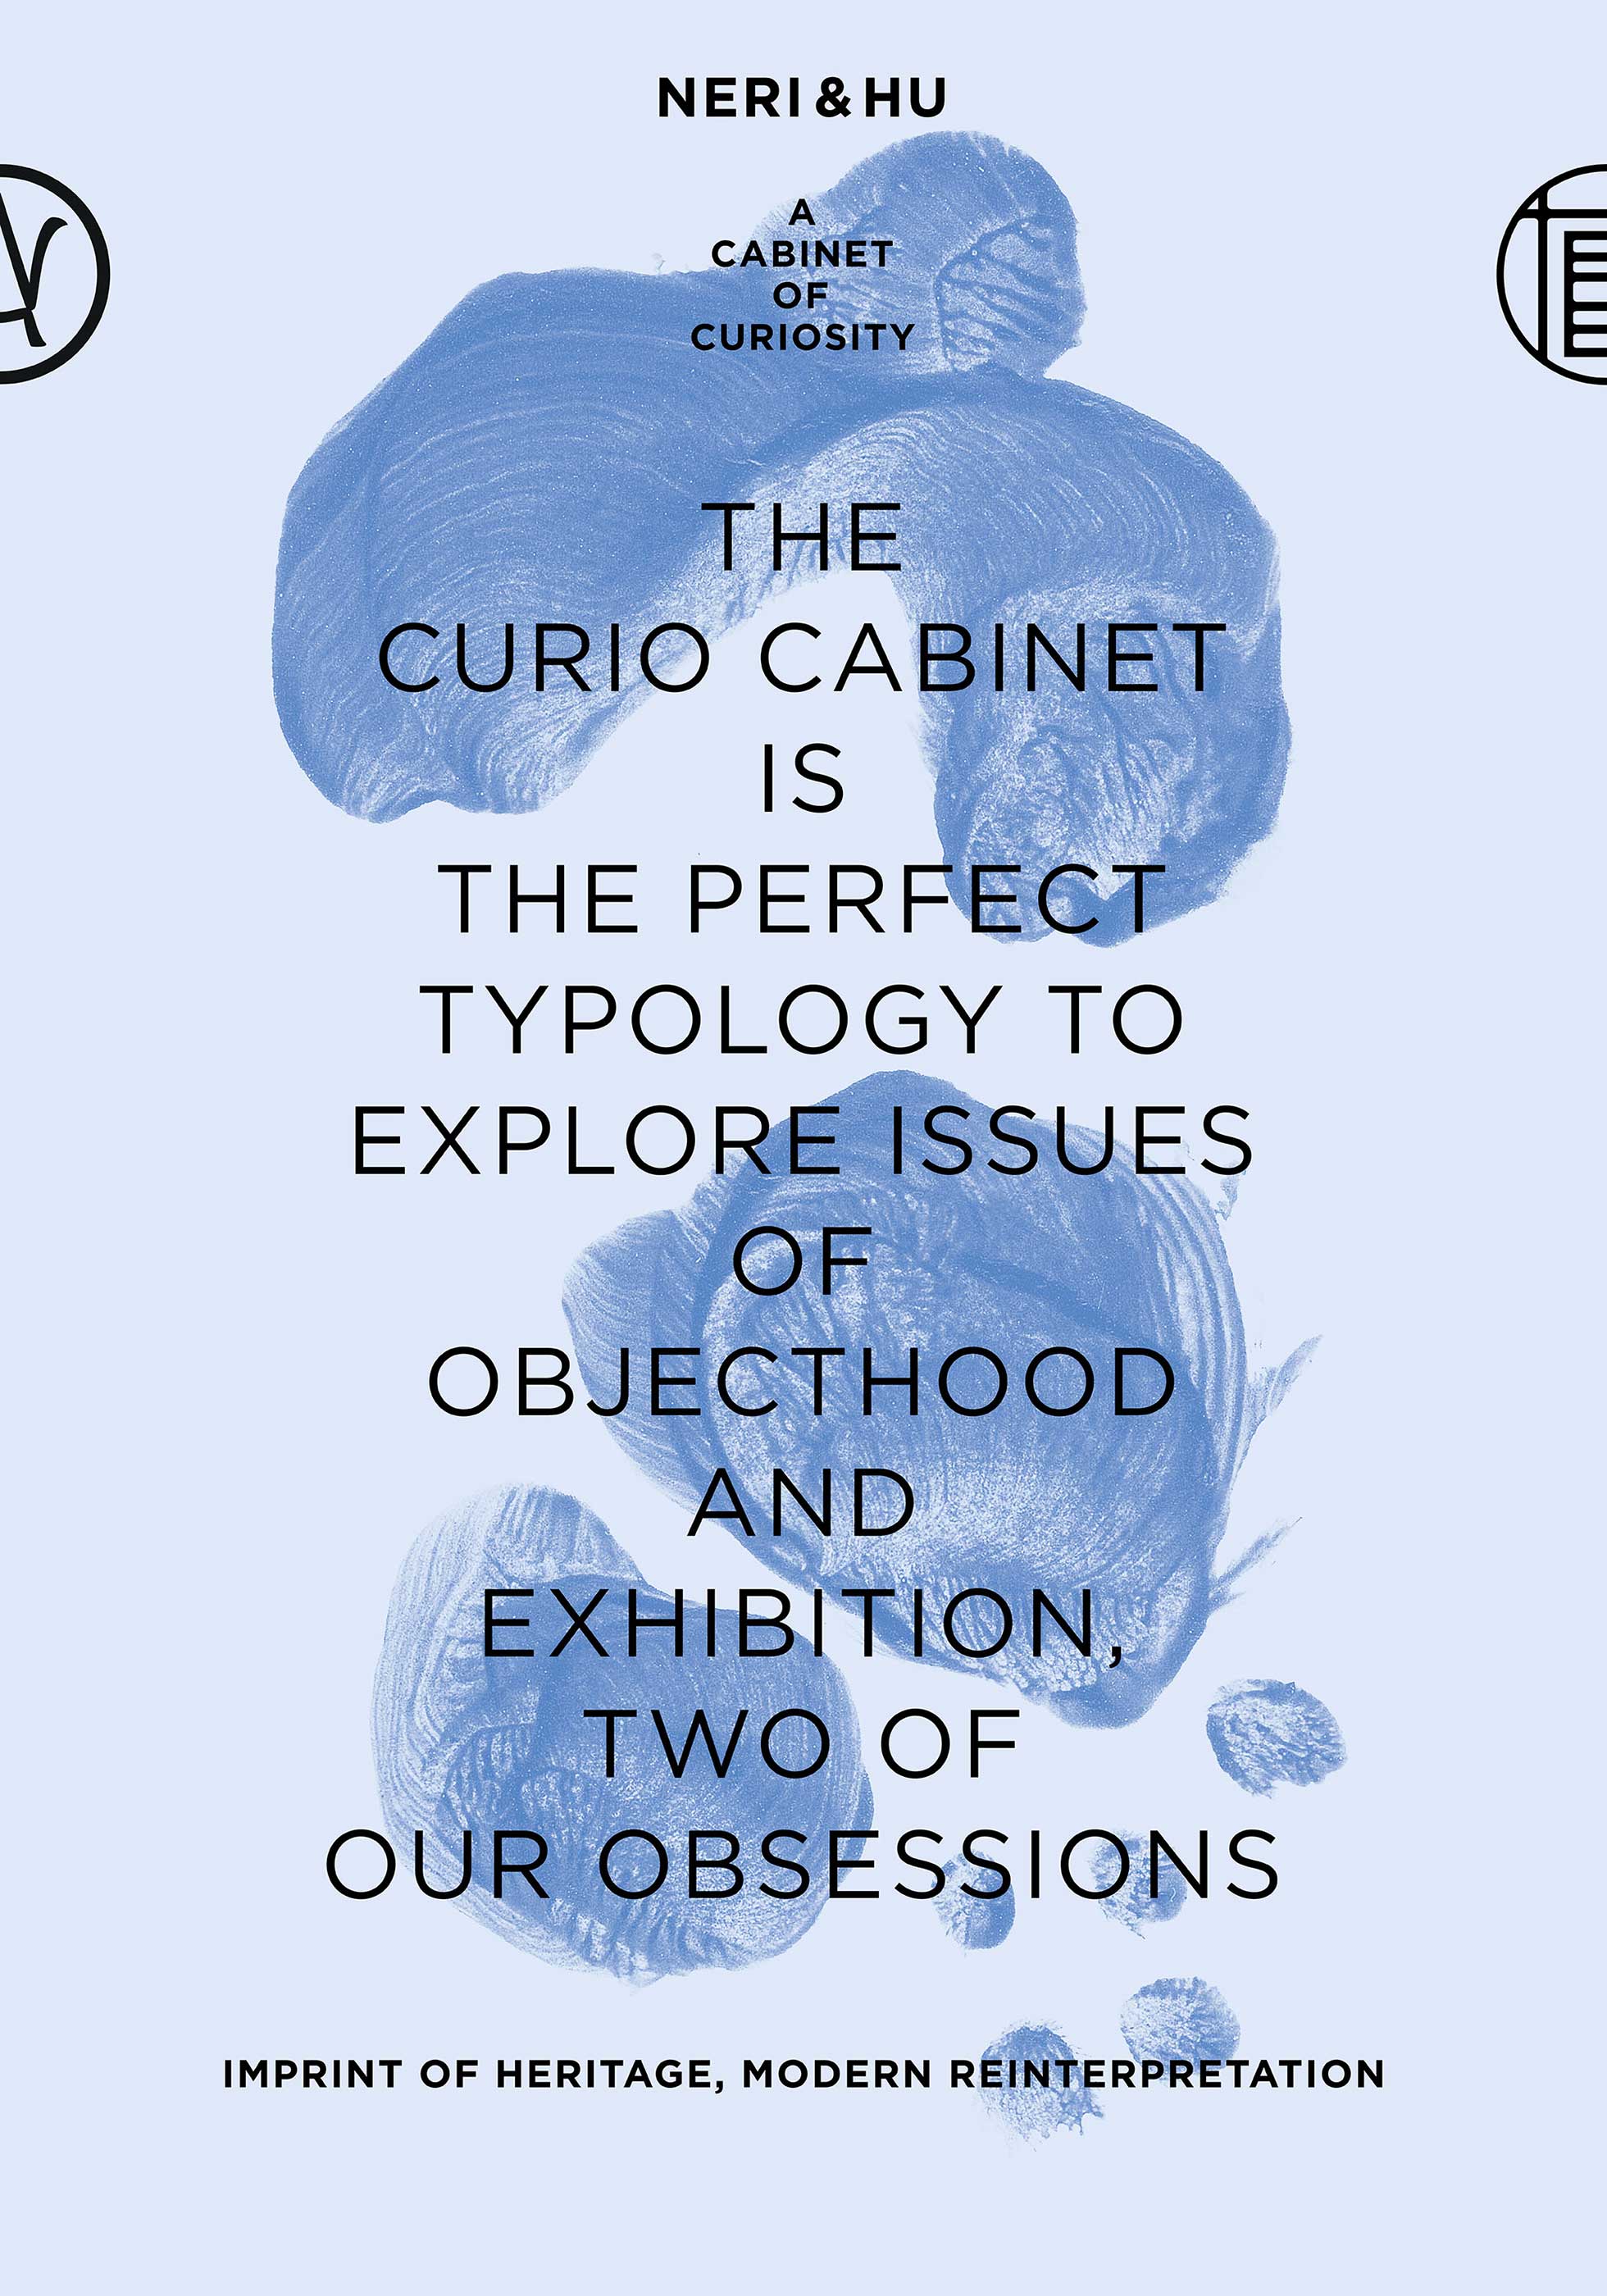 NERI & HU
A
CABINET
OF
CURIOSITY
THE
CURIO CABINET
IS
THE PERFECT
TYPOLOGY TO
EXPLORE ISSUES
OF
OBJECTHOOD
AND
EXHIBITION,
TWO OF
OUR OBSESSIONS
IMPRINT OF HERITAGE, MODERN REINTERPRETATION